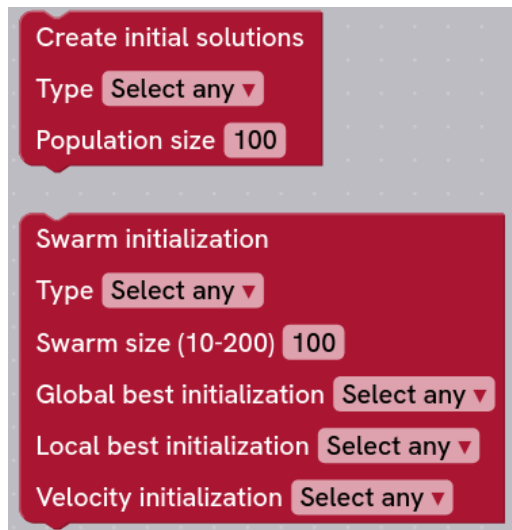 Create initial solutions
Type Select any ▾
Population size 100
Swarm initialization
Type Select any ▾
Swarm size (10-200) 100
Global best initialization Select any ▾
Local best initialization Select any ▾
Velocity initialization Select any ▾